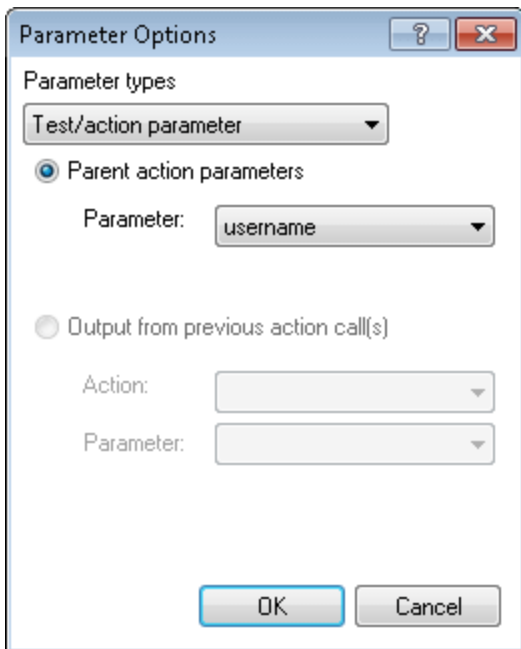 Parameter Options
?
Parameter types
Test/action parameter
Parent action parameters
Parameter: username
Output from previous action call(s)
Action:
Parameter:
OK Cancel